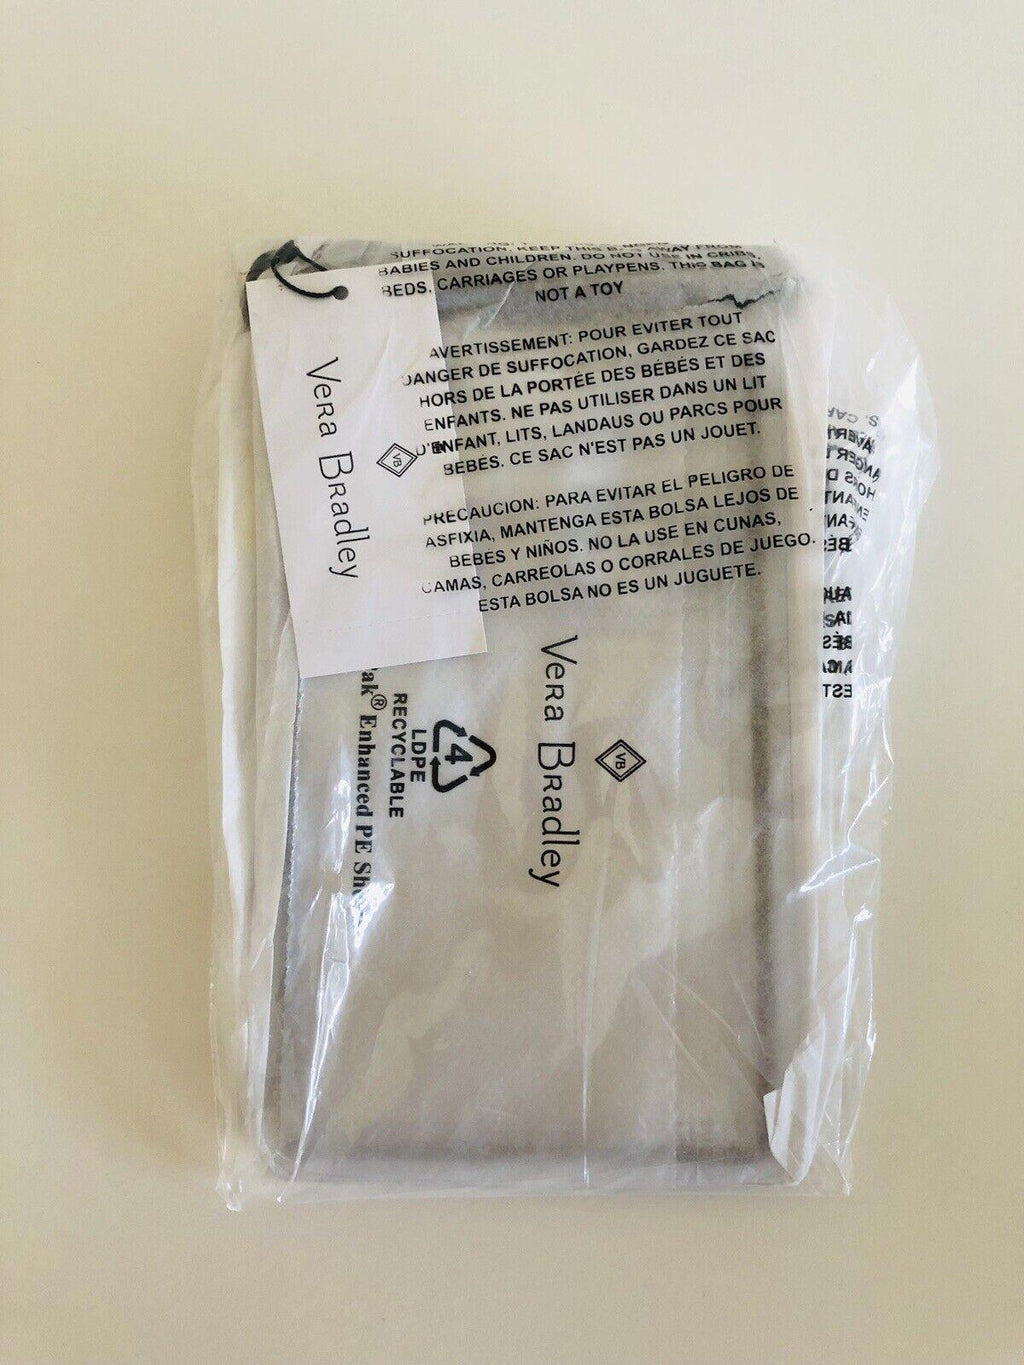 SUFFOCATION, KEEP THIS AWAY FROM
BABIES AND CHILDREN. DO NOT USE IN CRIBS,
BEDS, CARRIAGES OR PLAYPENS. THIS BAG IS
NOT A TOY
AVERTISSEMENT: POUR EVITER TOUT
DANGER DE SUFFOCATION, GARDEZ CE SAC
HORS DE LA PORTÉE DES BÉBÉS ET DES
ENFANTS. NE PAS UTILISER DANS UN LIT
D'ENFANT, LITS, LANDAUS OU PARCS POUR
BÉBÉS. CE SAC N'EST PAS UN JOUET.
PRECAUCION: PARA EVITAR EL PELIGRO DE
ASFIXIA, MANTENGA ESTA BOLSA LEJOS DE
BEBÉS Y NIÑOS. NO LA USE EN CUNAS,
CAMAS, CARREOLAS O CORRALES DE JUEGO.
ESTA BOLSA NO ES UN JUGUETE.
VERA BRADLEY
VB
VERA BRADLEY
VB
4
LDPE
RECYCLABLE
Enhanced PE